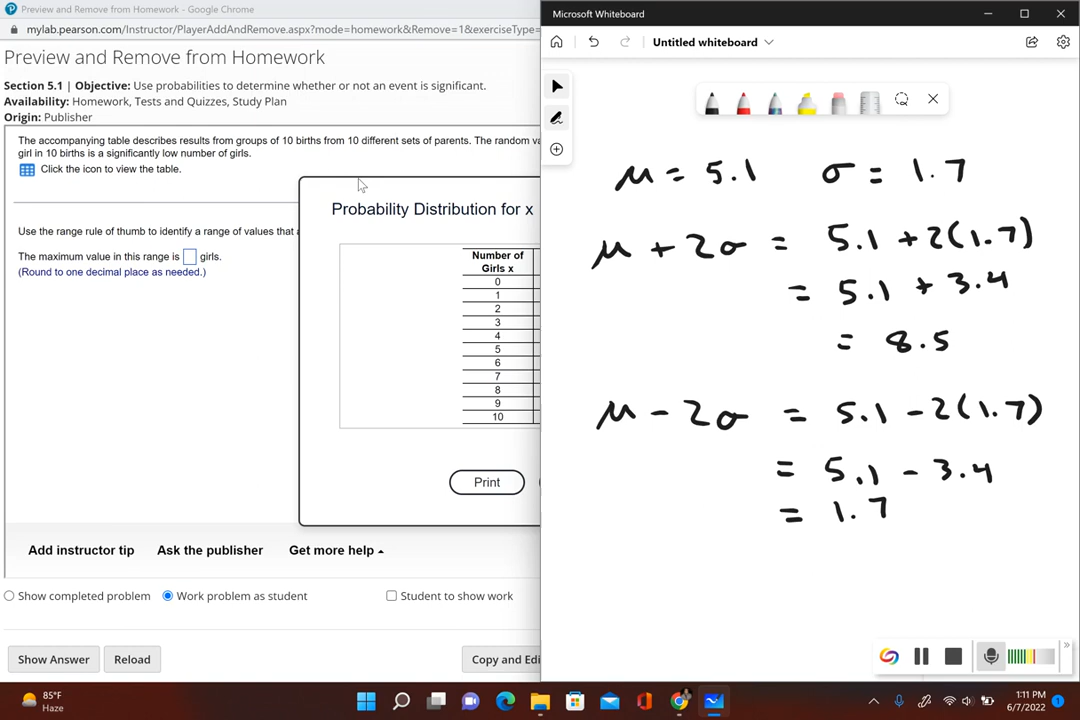 Preview and Remove from Homework - Google Chrome
mylab.pearson.com/Instructor/PlayerAddAndRemove.aspx?mode=homework&Remove=1&exerciseType=
Preview and Remove from Homework
Section 5.1 | Objective: Use probabilities to determine whether or not an event is significant.
Availability: Homework, Tests and Quizzes, Study Plan
Origin: Publisher
The accompanying table describes results from groups of 10 births from 10 different sets of parents. The random va
girl in 10 births is a significantly low number of girls.
Click the icon to view the table.
Use the range rule of thumb to identify a range of values that a
The maximum value in this range is girls.
(Round to one decimal place as needed.)
Probability Distribution for x
Number of
Girls x
0
1
2
3
4
5
6
7
8
9
10
Print
Add instructor tip Ask the publisher Get more help
Show completed problem Work problem as student Student to show work
Show Answer Reload Copy and Edi
Microsoft Whiteboard
Untitled whiteboard
μ = 5.1 σ = 1.7
μ + 2σ = 5.1 + 2(1.7)
= 5.1 + 3.4
= 8.5
μ - 2σ = 5.1 - 2(1.7)
= 5.1 - 3.4
= 1.7
85°F
Haze
1:11 PM
6/7/2022
1